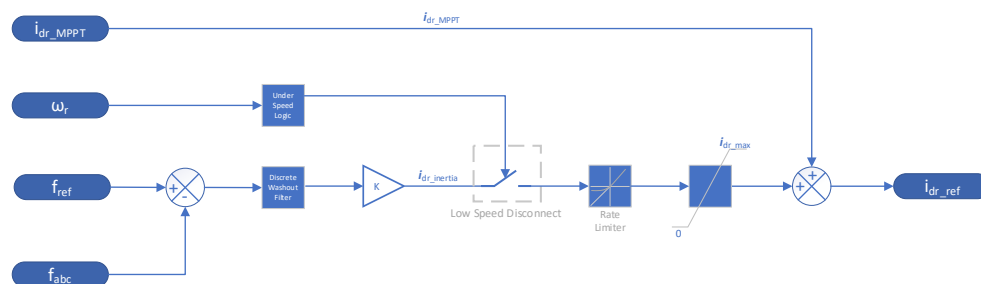 i_dr_MPPT
i_dr_MPPT
ω_r
Under
Speed
Logic
f_ref
+
-
Discrete
Washout
Filter
K
i_dr_inertia
Low Speed Disconnect
Rate
Limiter
i_dr_max
0
+
+
i_dr_ref
f_abc